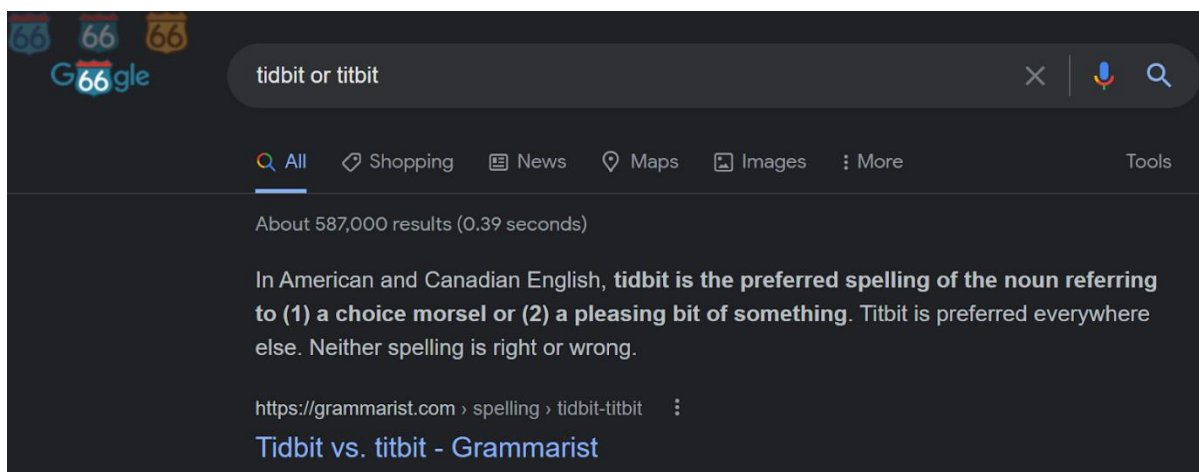 66 66 66
G66gle
tidbit or titbit
All Shopping News Maps Images More Tools
About 587,000 results (0.39 seconds)
In American and Canadian English, tidbit is the preferred spelling of the noun referring
to (1) a choice morsel or (2) a pleasing bit of something. Titbit is preferred everywhere
else. Neither spelling is right or wrong.
https://grammarist.com › spelling › tidbit-titbit
Tidbit vs. titbit - Grammarist